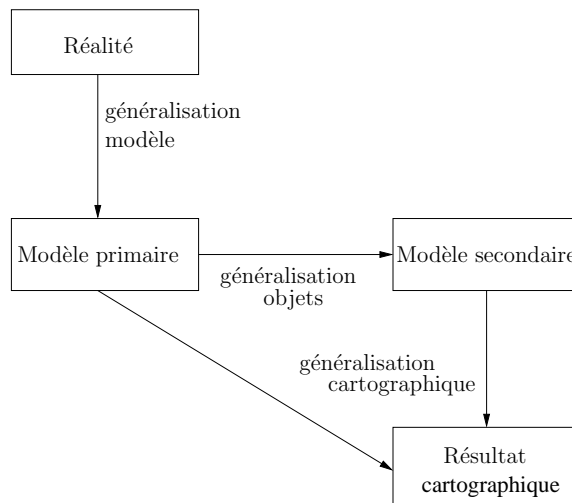 Réalité
généralisation
modèle
Modèle primaire
Modèle secondaire
généralisation
objets
généralisation
cartographique
Résultat
cartographique